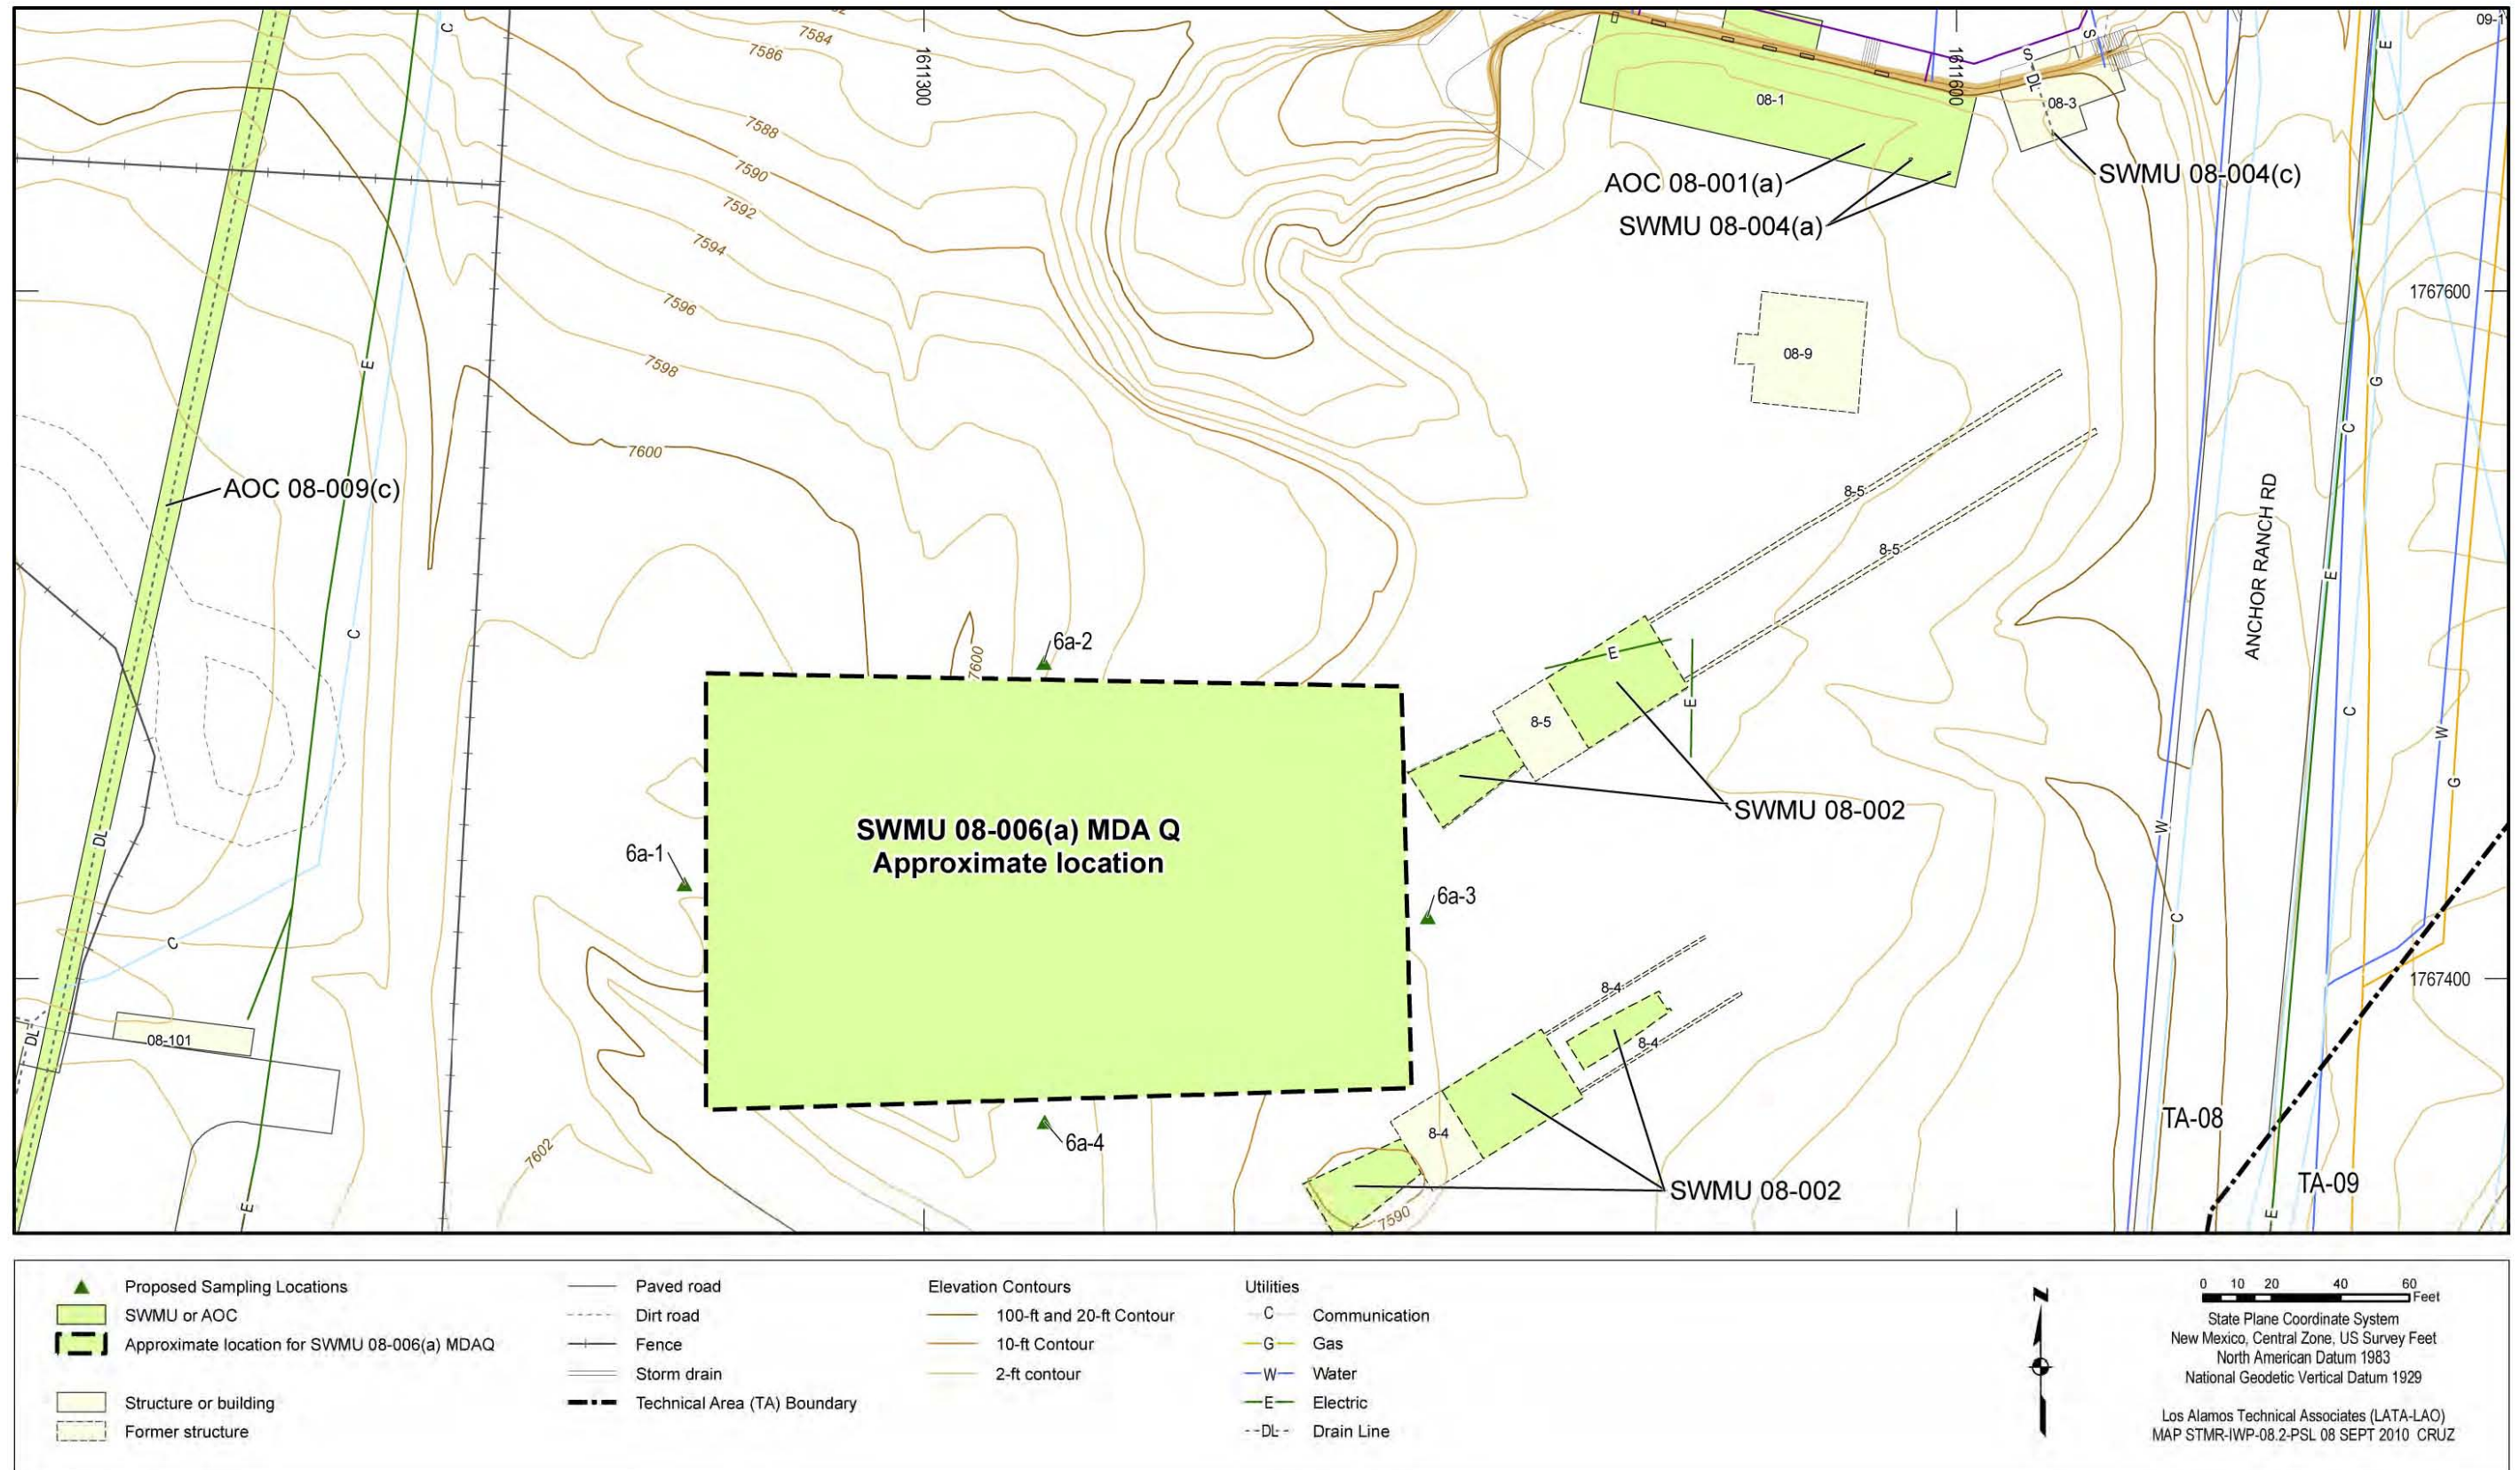 7584
7586
7588
7590
7592
7594
7596
7598
7600
1611300
1611600
C
S
S
DL
E
09-1
08-1
08-3
AOC 08-001(a)
SWMU 08-004(a)
SWMU 08-004(c)
1767600
08-9
E
G
C
AOC 08-009(c)
8-5
8-5
ANCHOR RANCH RD
E
C
6a-2
7600
E
E
8-5
C
W
G
SWMU 08-002
SWMU 08-006(a) MDA Q
Approximate location
W
DL
6a-1
6a-3
C
C
1767400
8-4
8-4
DL
08-101
TA-08
8-4
6a-4
7602
TA-09
SWMU 08-002
E
7590
E
Proposed Sampling Locations
SWMU or AOC
Approximate location for SWMU 08-006(a) MDAQ
Structure or building
Former structure
Paved road
Dirt road
Fence
Storm drain
Technical Area (TA) Boundary
Elevation Contours
100-ft and 20-ft Contour
10-ft Contour
2-ft contour
Utilities
C Communication
G Gas
W Water
E Electric
DL Drain Line
N
0 10 20 40 60
Feet
State Plane Coordinate System
New Mexico, Central Zone, US Survey Feet
North American Datum 1983
National Geodetic Vertical Datum 1929
Los Alamos Technical Associates (LATA-LAO)
MAP STMR-IWP-08.2-PSL 08 SEPT 2010 CRUZ